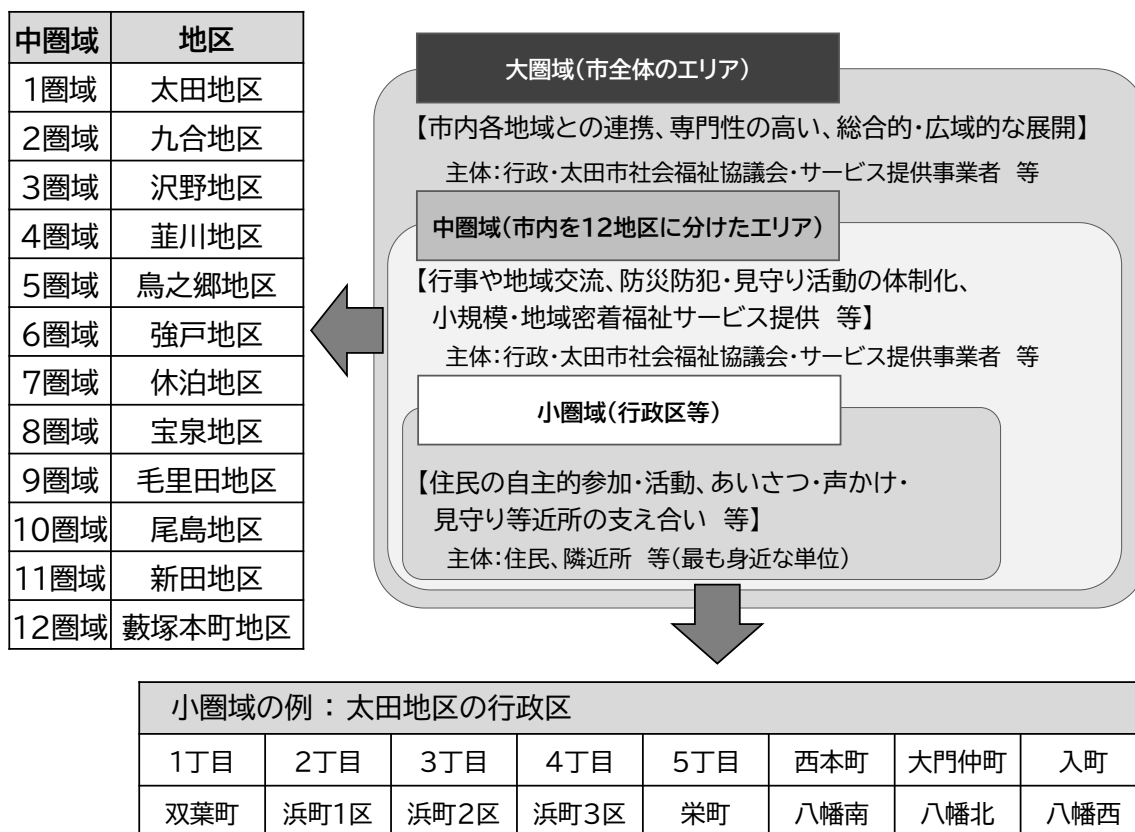 中圏域 地区
1圏域 太田地区
2圏域 九合地区
3圏域 沢野地区
4圏域 韮川地区
5圏域 鳥之郷地区
6圏域 強戸地区
7圏域 休泊地区
8圏域 宝泉地区
9圏域 毛里田地区
10圏域 尾島地区
11圏域 新田地区
12圏域 藪塚本町地区
大圏域(市全体のエリア)
【市内各地域との連携、専門性の高い、総合的・広域的な展開】
主体:行政・太田市社会福祉協議会・サービス提供事業者 等
中圏域(市内を12地区に分けたエリア)
【行事や地域交流、防災防犯・見守り活動の体制化、
小規模・地域密着福祉サービス提供 等】
主体:行政・太田市社会福祉協議会・サービス提供事業者 等
小圏域(行政区等)
【住民の自主的参加・活動、あいさつ・声かけ・
見守り等近所の支え合い 等】
主体:住民、隣近所 等(最も身近な単位)
小圏域の例:太田地区の行政区
1丁目 2丁目 3丁目 4丁目 5丁目 西本町 大門仲町 入町
双葉町 浜町1区 浜町2区 浜町3区 栄町 八幡南 八幡北 八幡西